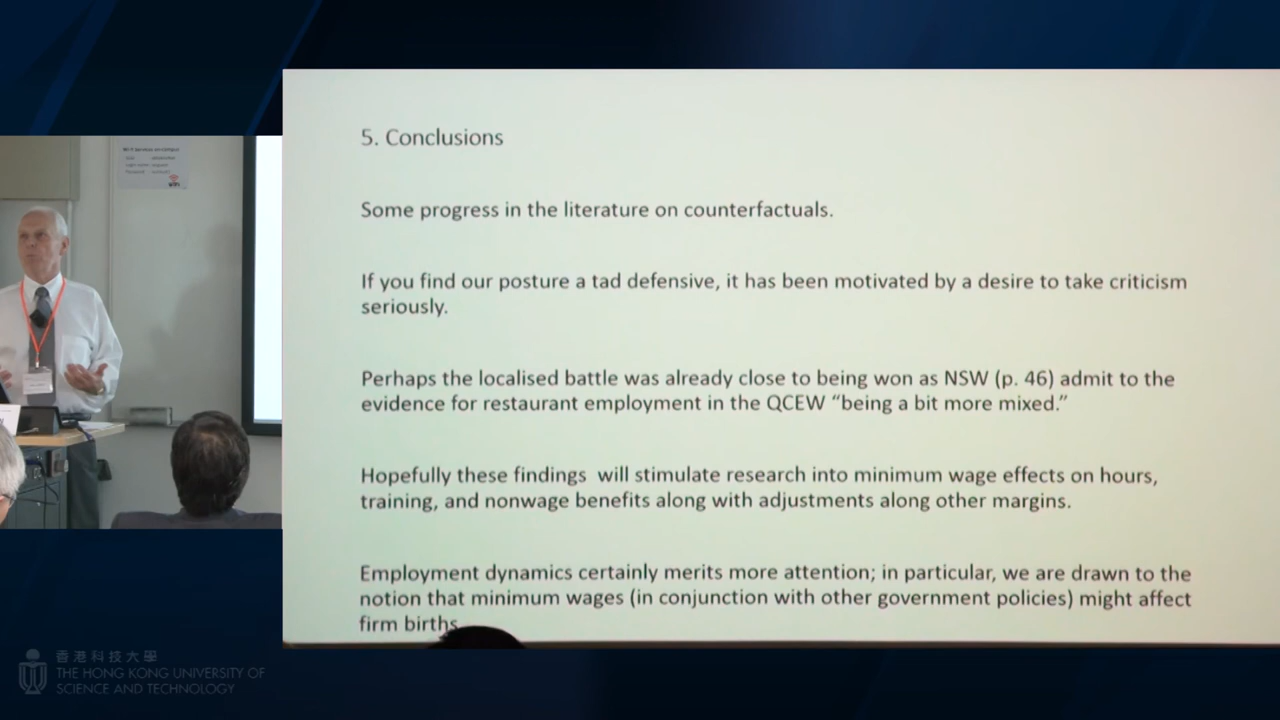 5. Conclusions
Some progress in the literature on counterfactuals.
If you find our posture a tad defensive, it has been motivated by a desire to take criticism
seriously.
Perhaps the localised battle was already close to being won as NSW (p. 46) admit to the
evidence for restaurant employment in the QCEW “being a bit more mixed.”
Hopefully these findings will stimulate research into minimum wage effects on hours,
training, and nonwage benefits along with adjustments along other margins.
Employment dynamics certainly merits more attention; in particular, we are drawn to the
notion that minimum wages (in conjunction with other government policies) might affect
firm births
Wi-Fi Services on campus
香港科技大學
THE HONG KONG UNIVERSITY OF
SCIENCE AND TECHNOLOGY